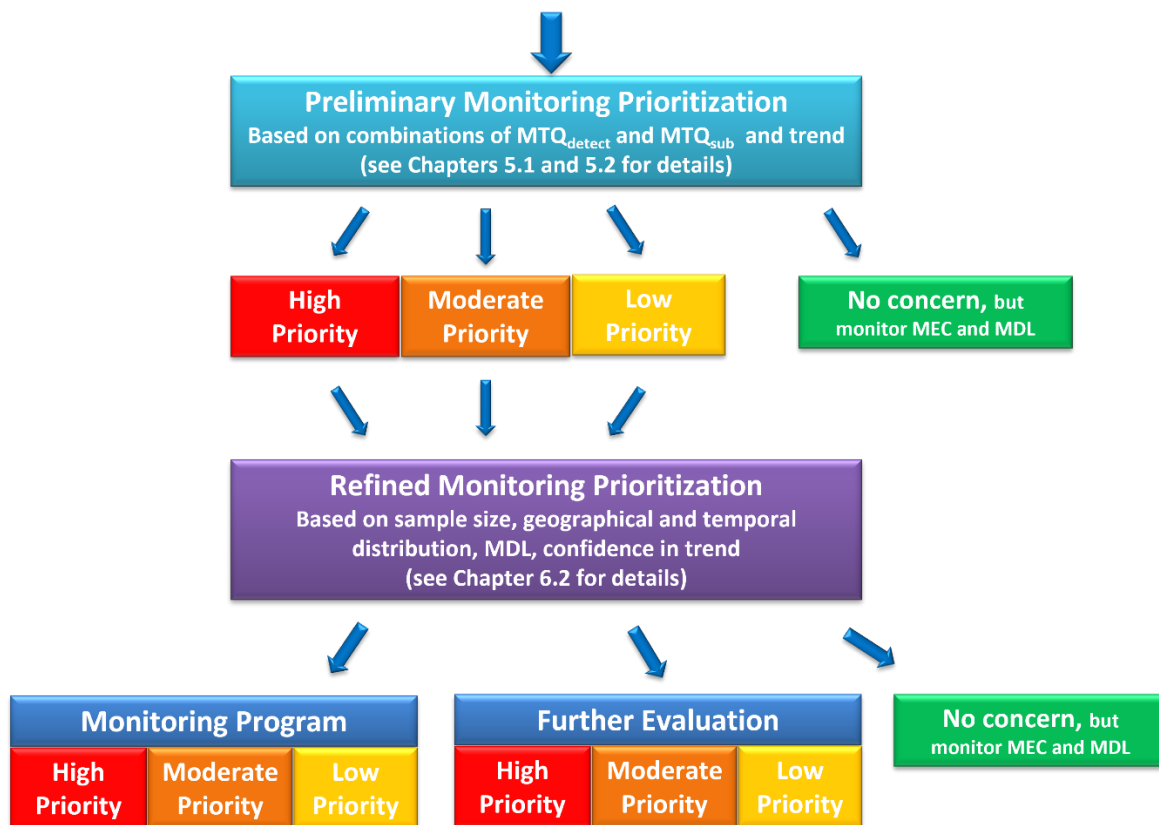 Preliminary Monitoring Prioritization
Based on combinations of MTQdetect and MTQsub and trend
(see Chapters 5.1 and 5.2 for details)
High
Priority
Moderate
Priority
Low
Priority
No concern, but
monitor MEC and MDL
Refined Monitoring Prioritization
Based on sample size, geographical and temporal
distribution, MDL, confidence in trend
(see Chapter 6.2 for details)
Monitoring Program
High
Priority
Moderate
Priority
Low
Priority
Further Evaluation
High
Priority
Moderate
Priority
Low
Priority
No concern, but
monitor MEC and MDL